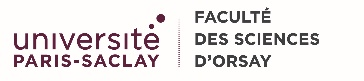 université
PARIS-SACLAY
FACULTÉ
DES SCIENCES
D'ORSAY